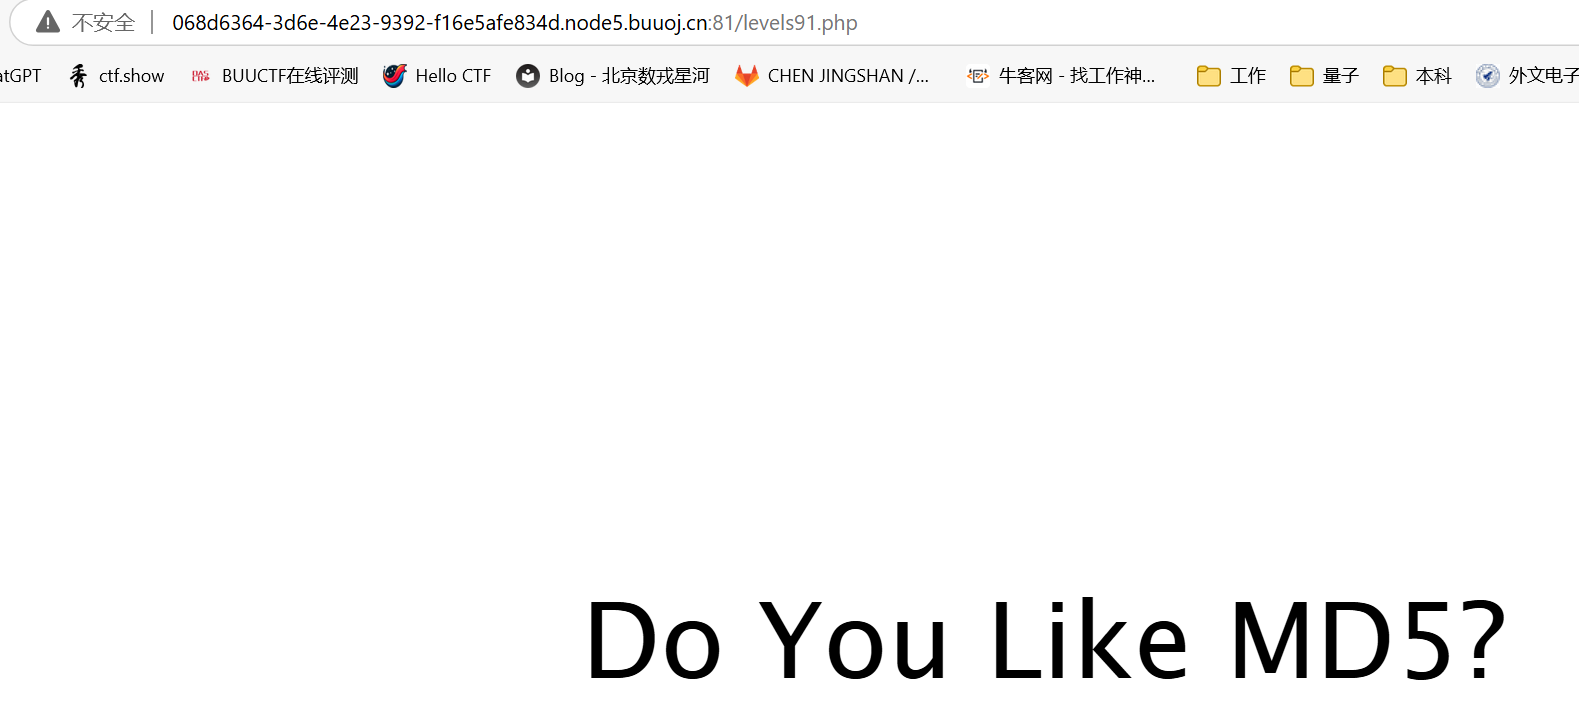 不安全 | 068d6364-3d6e-4e23-9392-f16e5afe834d.node5.buuoj.cn:81/levels91.php
atGPT ctf.show BUUCTF在线评测 Hello CTF Blog - 北京数戎星河 CHEN JINGSHAN /... 牛客网 - 找工作神... 工作 量子 本科 外文电子
Do You Like MD5?